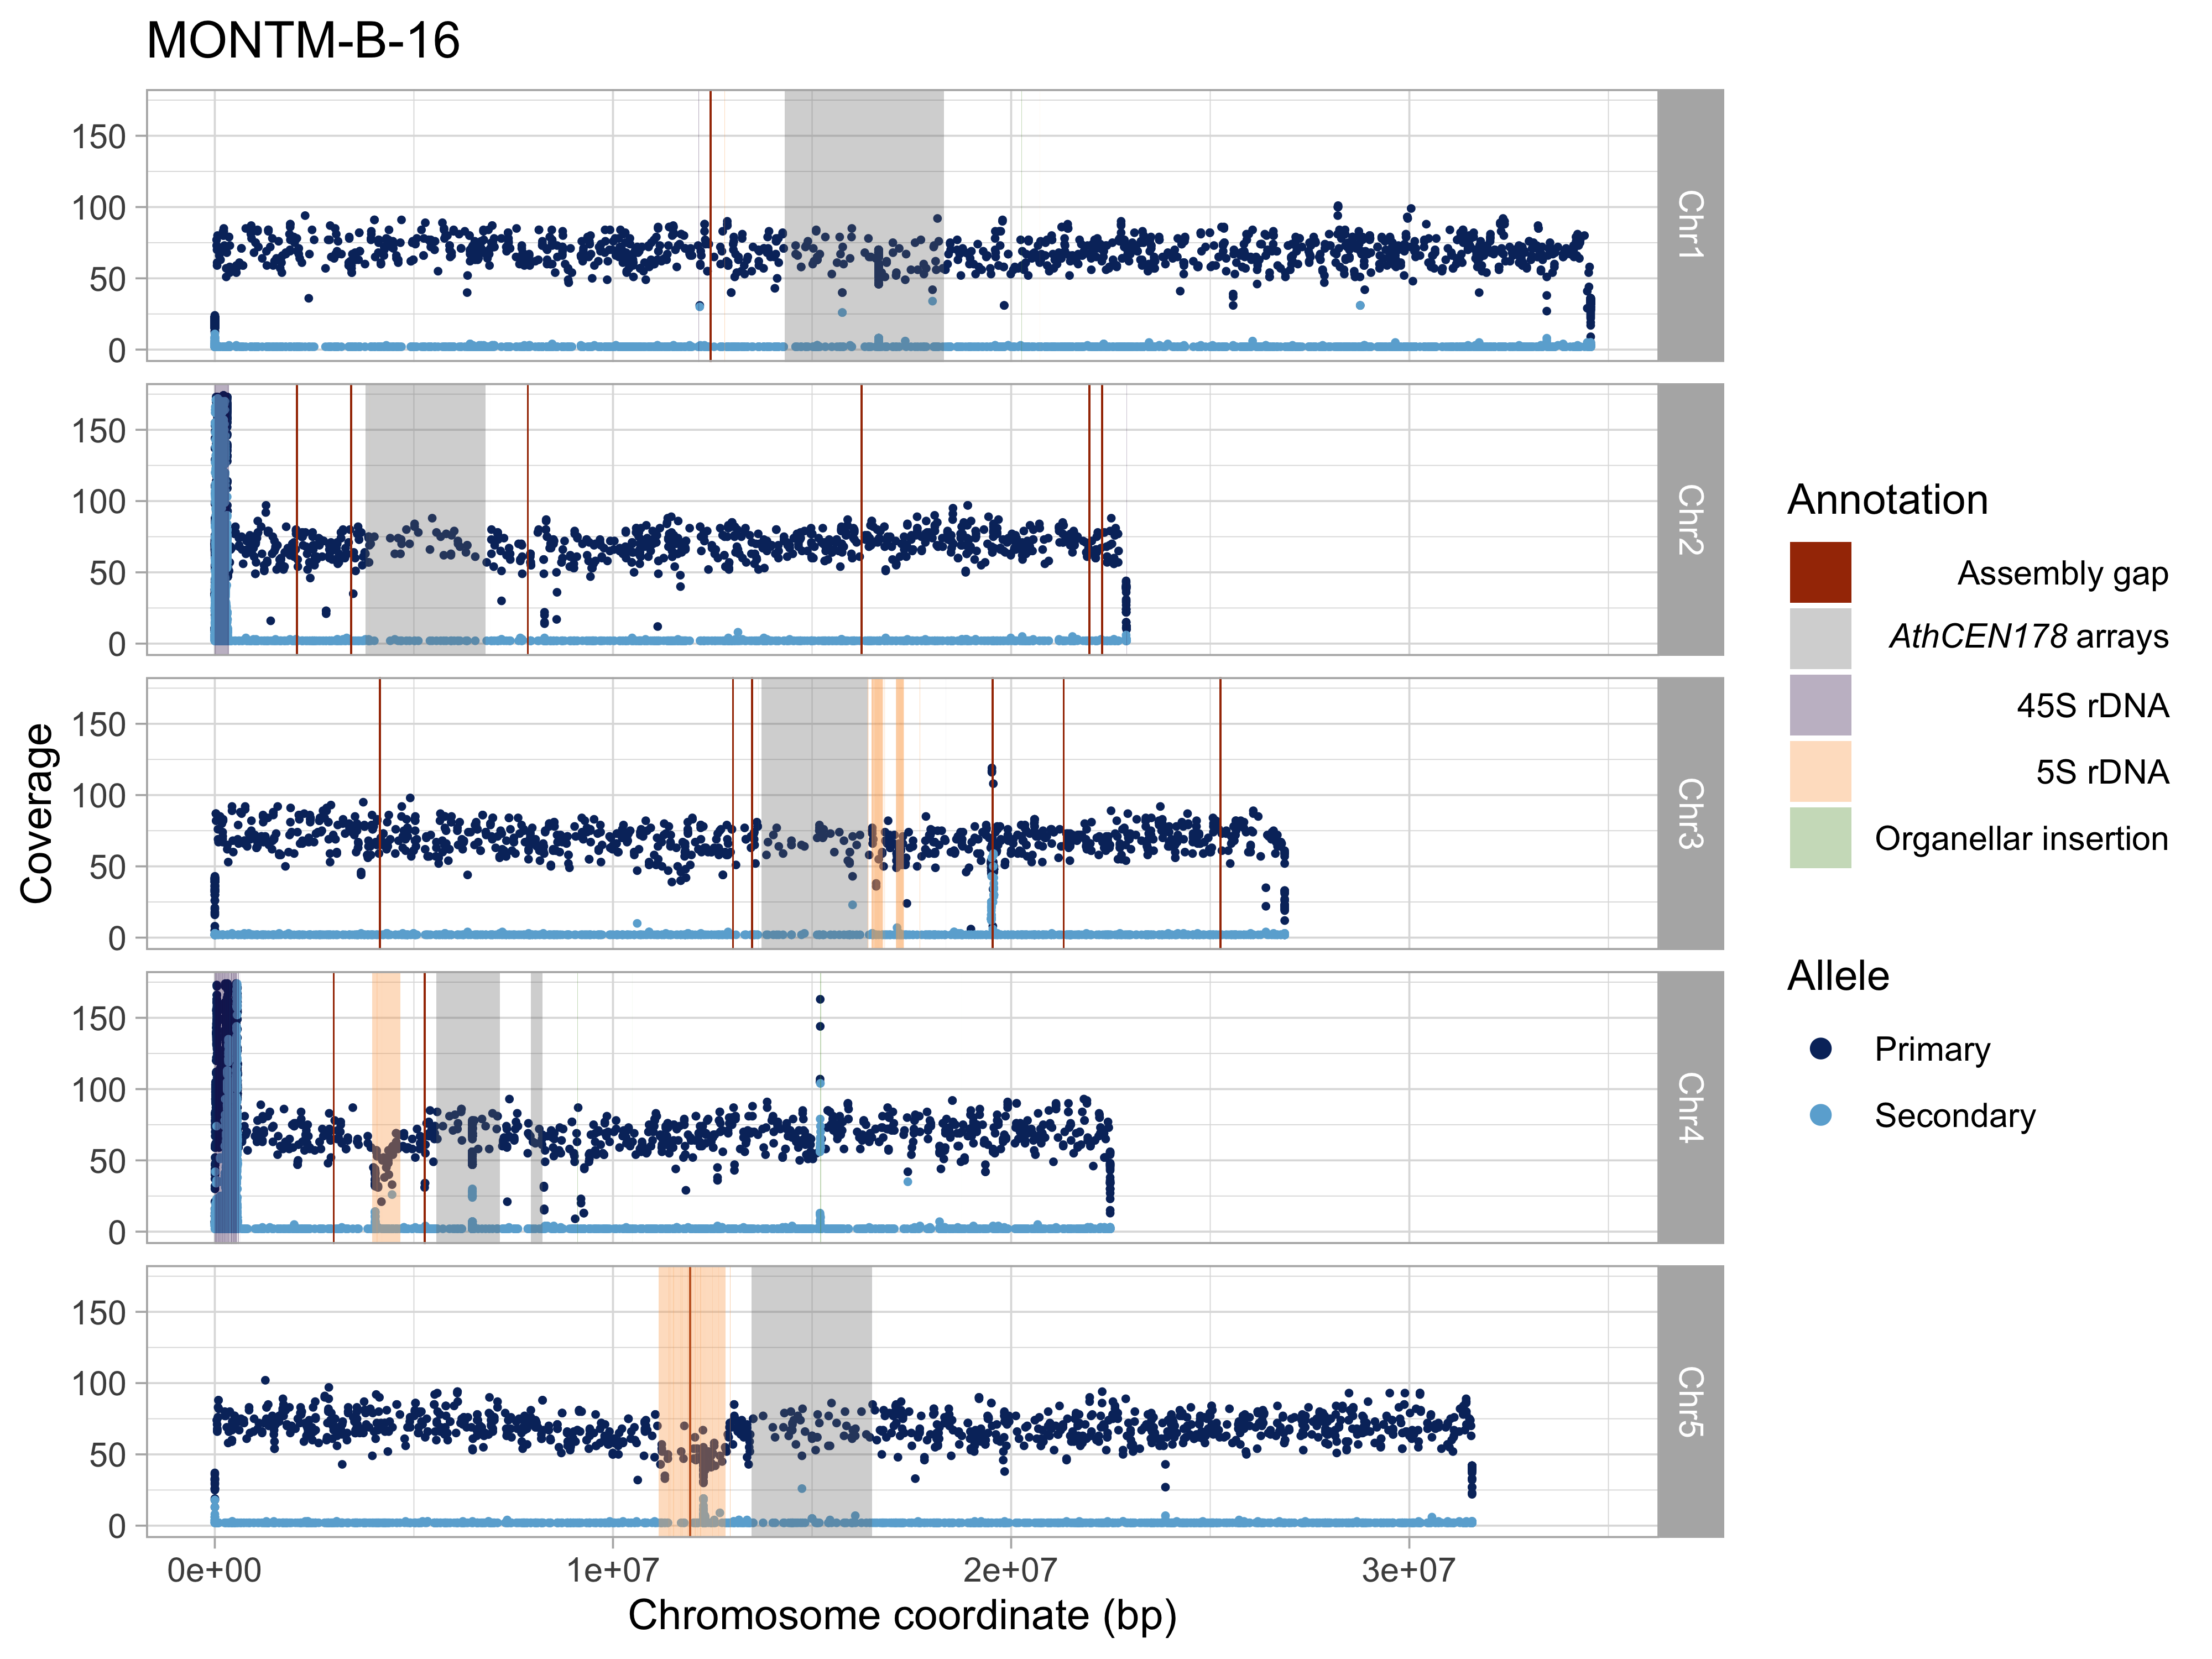 MONTM-B-16
150
100
50
0
Chr1
150
100
50
0
Chr2
150
100
50
0
Chr3
150
100
50
0
Chr4
150
100
50
0
Chr5
0e+00 1e+07 2e+07 3e+07
Chromosome coordinate (bp)
Coverage
Annotation
Assembly gap
AthCEN178 arrays
45S rDNA
5S rDNA
Organellar insertion
Allele
Primary
Secondary